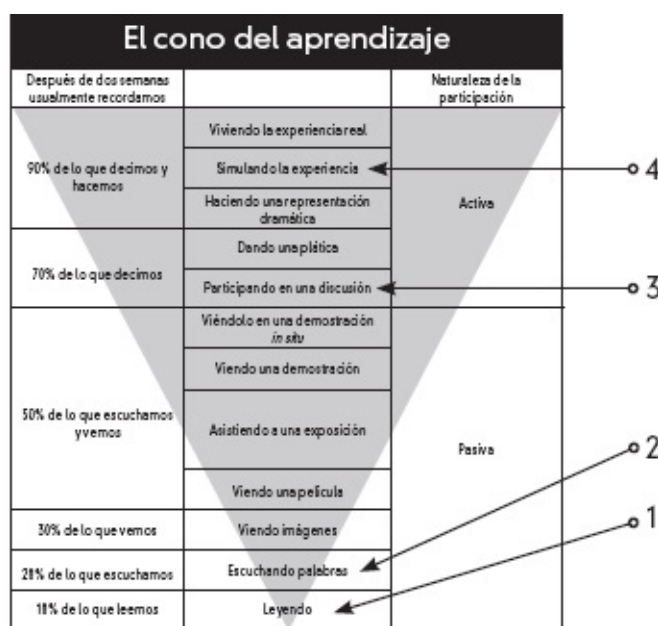 El cono del aprendizaje
Después de dos semanas
usualmente recordamos
Naturaleza de la
participación
Viviendo la experiencia real
90% de lo que decimos y
hacemos
Simulando la experiencia
4
Haciendo una representación
dramática
Activa
Dando una plática
70% de lo que decimos
Participando en una discusión
3
Viéndolo en una demostración
in situ
Viendo una demostración
50% de lo que escuchamos
y vemos
Asistiendo a una exposición
Pasiva
2
Viendo una película
1
30% de lo que vemos
Viendo imágenes
28% de lo que escuchamos
Escuchando palabras
18% de lo que leemos
Leyendo